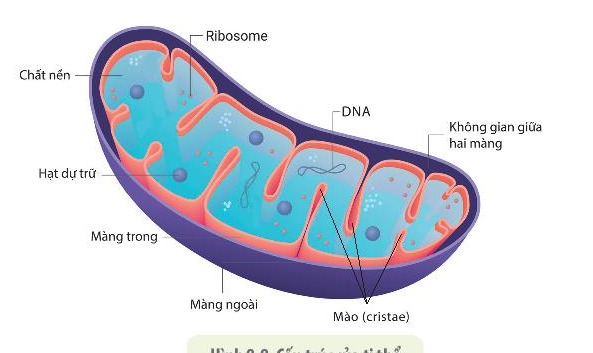 Ribosome
Chất nền
DNA
Không gian giữa
hai màng
Hạt dự trữ
Màng trong
Màng ngoài
Mào (cristae)